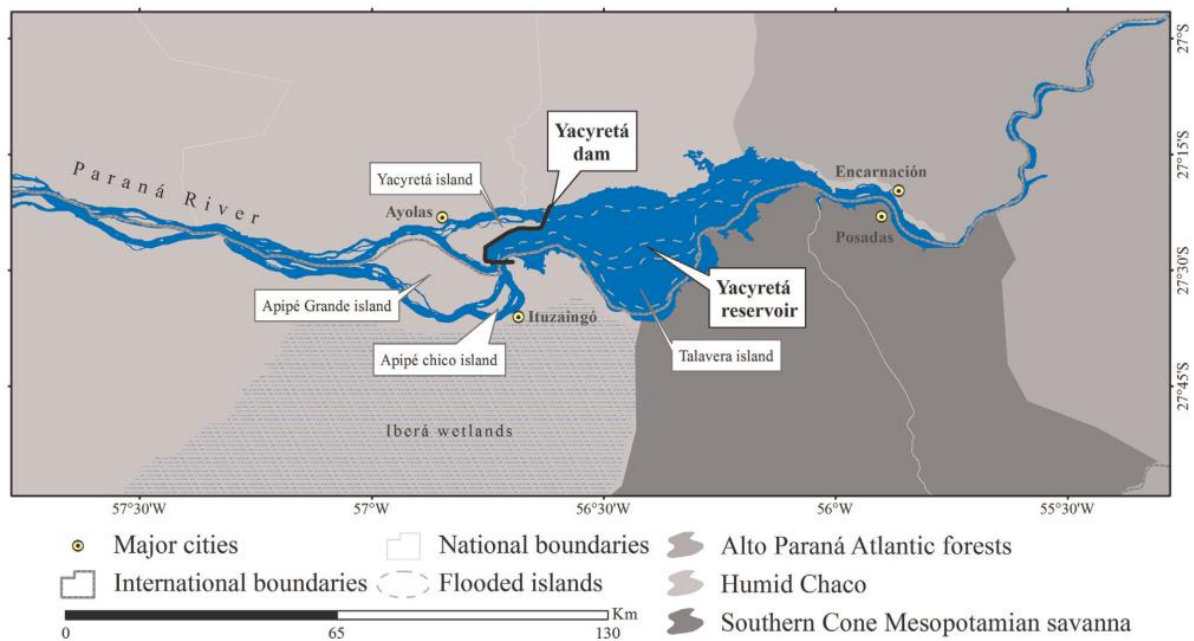 27°S
Yacyretá
dam
27°15'S
Encarnación
Paraná River
Yacyretá island
Ayolas
Posadas
27°30'S
Yacyretá
reservoir
Apipé Grande island
Ituzaingó
Apipé chico island
Talavera island
27°45'S
Iberá wetlands
57°30'W
57°W
56°30'W
56°W
55°30'W
Major cities
National boundaries
Alto Paraná Atlantic forests
International boundaries
Flooded islands
Humid Chaco
Km
0
65
130
Southern Cone Mesopotamian savanna